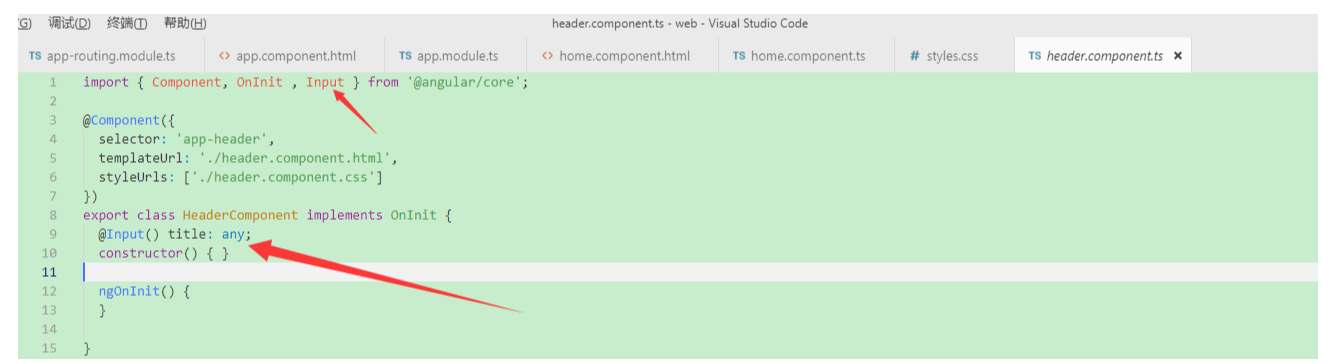 G) 调试(D) 终端(T) 帮助(H) header.component.ts - web - Visual Studio Code
TS app-routing.module.ts <> app.component.html TS app.module.ts <> home.component.html TS home.component.ts # styles.css TS header.component.ts ×
1 import { Component, OnInit , Input } from '@angular/core';
2
3 @Component({
4 selector: 'app-header',
5 templateUrl: './header.component.html',
6 styleUrls: ['./header.component.css']
7 })
8 export class HeaderComponent implements OnInit {
9 @Input() title: any;
10 constructor() { }
11
12 ngOnInit() {
13 }
14
15 }